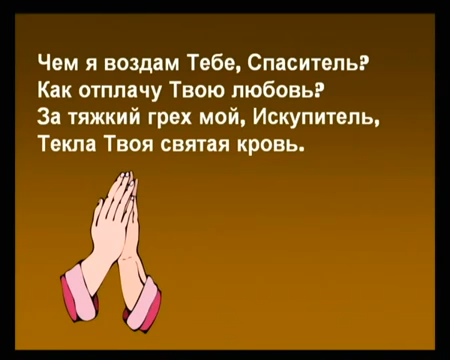 Чем я воздам Тебе, Спаситель?
Как отплачу Твою любовь?
За тяжкий грех мой, Искупитель,
Текла Твоя святая кровь.